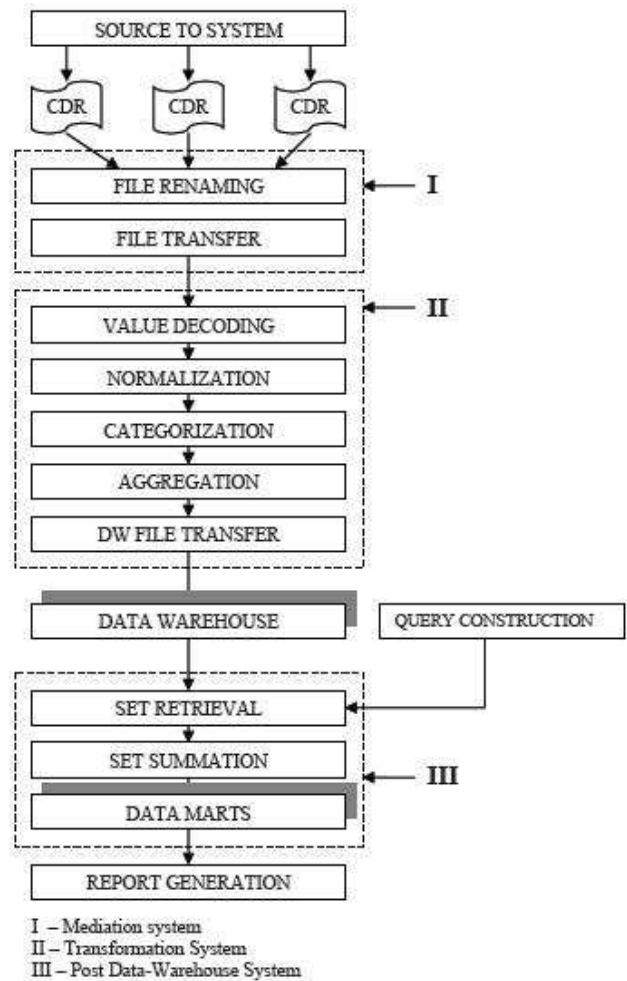 SOURCE TO SYSTEM
CDR CDR CDR
FILE RENAMING
I
FILE TRANSFER
II
VALUE DECODING
NORMALIZATION
CATEGORIZATION
AGGREGATION
DW FILE TRANSFER
DATA WAREHOUSE
QUERY CONSTRUCTION
SET RETRIEVAL
SET SUMMATION
III
DATA MARTS
REPORT GENERATION
I – Mediation system
II – Transformation System
III – Post Data-Warehouse System